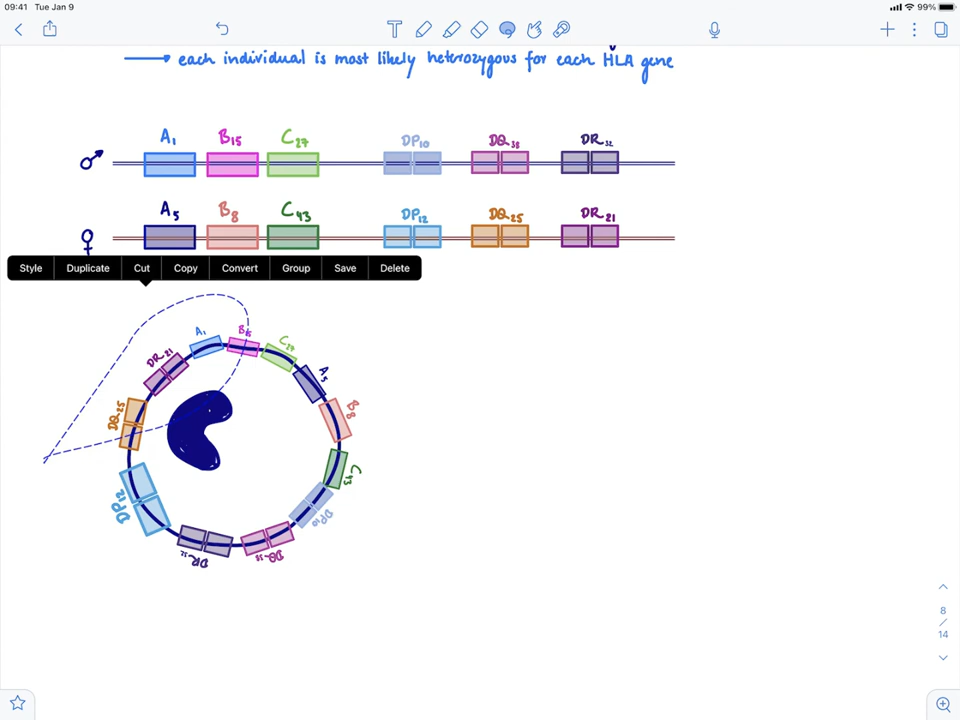 09:41 Tue Jan 9 99%
each individual is most likely heterozygous for each HLA gene
A1 B15 C27 DP10 DQ38 DR32
♂
A5 B8 C43 DP12 DQ25 DR21
♀
Style Duplicate Cut Copy Convert Group Save Delete
A1 B15 C27
DR21 A5
DQ25 B8
C43
DP12 DP10
DR32 DQ38
8
/
14